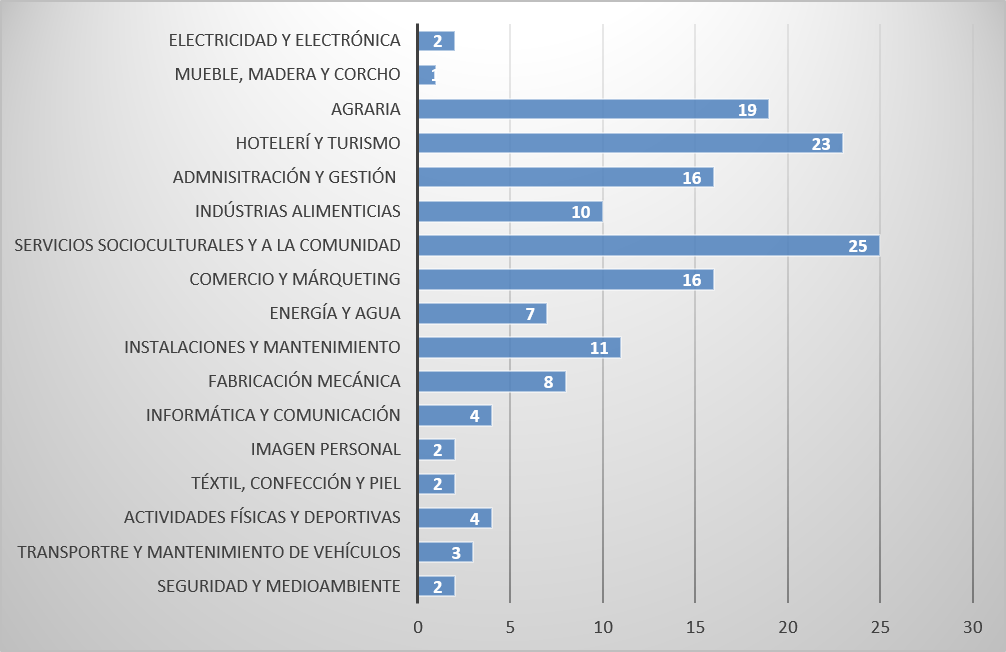 ELECTRICIDAD Y ELECTRÓNICA 2
MUEBLE, MADERA Y CORCHO 1
AGRARIA 19
HOTELERÍ Y TURISMO 23
ADMNISITRACIÓN Y GESTIÓN 16
INDÚSTRIAS ALIMENTICIAS 10
SERVICIOS SOCIOCULTURALES Y A LA COMUNIDAD 25
COMERCIO Y MÁRQUETING 16
ENERGÍA Y AGUA 7
INSTALACIONES Y MANTENIMIENTO 11
FABRICACIÓN MECÁNICA 8
INFORMÁTICA Y COMUNICACIÓN 4
IMAGEN PERSONAL 2
TÉXTIL, CONFECCIÓN Y PIEL 2
ACTIVIDADES FÍSICAS Y DEPORTIVAS 4
TRANSPORTRE Y MANTENIMIENTO DE VEHÍCULOS 3
SEGURIDAD Y MEDIOAMBIENTE 2
0 5 10 15 20 25 30